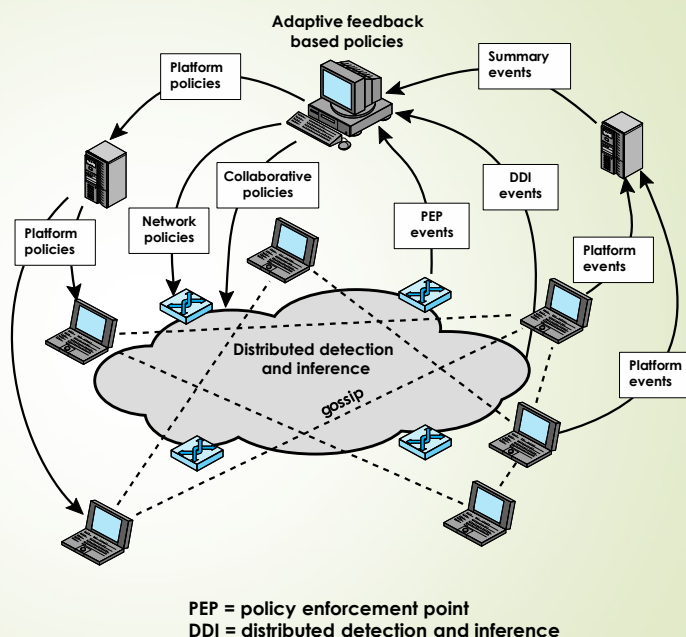 Adaptive feedback
based policies
Platform
policies
Summary
events
Collaborative
policies
DDI
events
Network
policies
PEP
events
Platform
policies
Platform
events
Distributed detection
and inference
gossip
Platform
events
PEP = policy enforcement point
DDI = distributed detection and inference